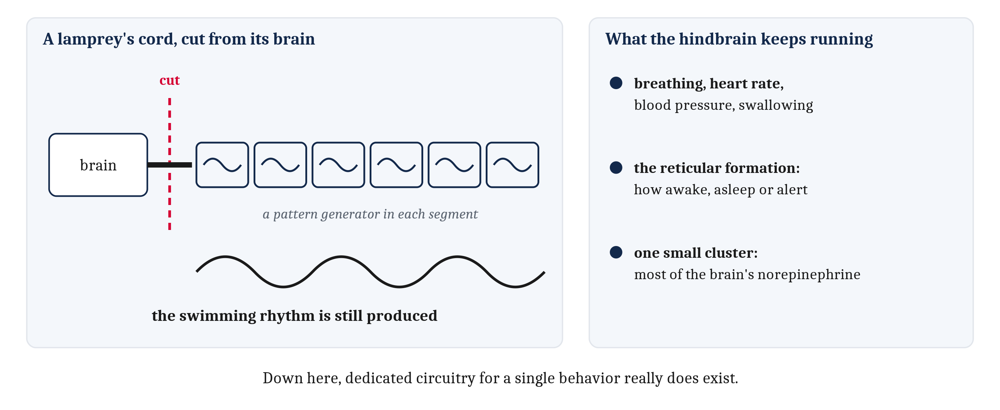 A lamprey's cord, cut from its brain
cut
brain
a pattern generator in each segment
the swimming rhythm is still produced
What the hindbrain keeps running
breathing, heart rate,
blood pressure, swallowing
the reticular formation:
how awake, asleep or alert
one small cluster:
most of the brain's norepinephrine
Down here, dedicated circuitry for a single behavior really does exist.